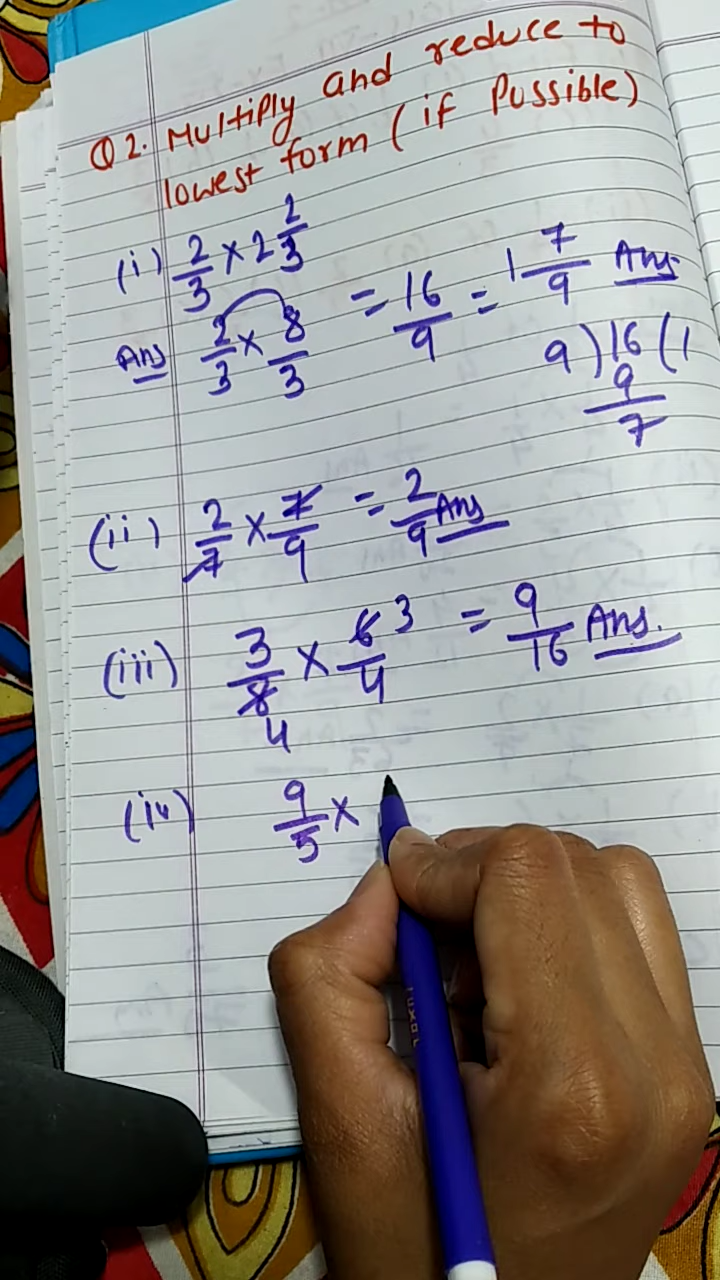 Q2. Multiply and reduce to
lowest form (if Possible)
(i) 2/3 × 2 2/3
Ans 2/3 × 8/3 = 16/9 = 1 7/9 Ans
9)16(1
9
7
(ii) 2/7 × 7/9 = 2/9 Ans
(iii) 3/8 × 6/4 = 9/16 Ans.
3
4
(iv) 9/5 ×